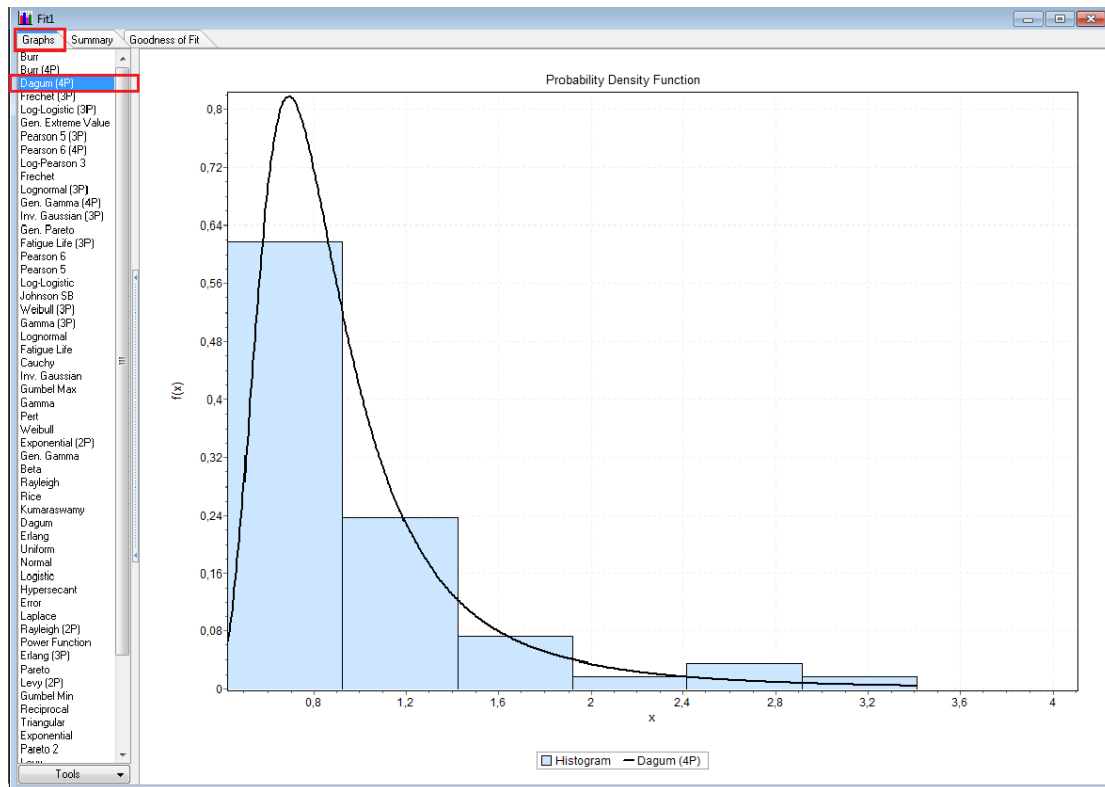 Fit1
Graphs Summary Goodness of Fit
Burr
Burr (4P)
Dagum (4P)
Frechet (3P)
Log-Logistic (3P)
Gen. Extreme Value
Pearson 5 (3P)
Pearson 6 (4P)
Log-Pearson 3
Frechet
Lognormal (3P)
Gen. Gamma (4P)
Inv. Gaussian (3P)
Gen. Pareto
Fatigue Life (3P)
Pearson 6
Pearson 5
Log-Logistic
Johnson SB
Weibull (3P)
Gamma (3P)
Lognormal
Fatigue Life
Cauchy
Inv. Gaussian
Gumbel Max
Gamma
Pert
Weibull
Exponential (2P)
Gen. Gamma
Beta
Rayleigh
Rice
Kumaraswamy
Dagum
Erlang
Uniform
Normal
Logistic
Hypersecant
Error
Laplace
Rayleigh (2P)
Power Function
Erlang (3P)
Pareto
Levy (2P)
Gumbel Min
Reciprocal
Triangular
Exponential
Pareto 2
Levy
Tools
Probability Density Function
0,8
0,72
0,64
0,56
0,48
0,4
0,32
0,24
0,16
0,08
0
f(x)
0,8 1,2 1,6 2 2,4 2,8 3,2 3,6 4
x
Histogram Dagum (4P)